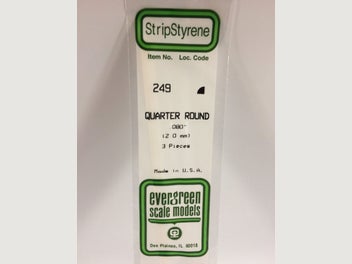 StripStyrene
Item No. Loc. Code
249
QUARTER ROUND
.080"
(2.0 mm)
3 Pieces
Made in U.S.A.
evergreen
scale models
Des Plaines, IL 60018